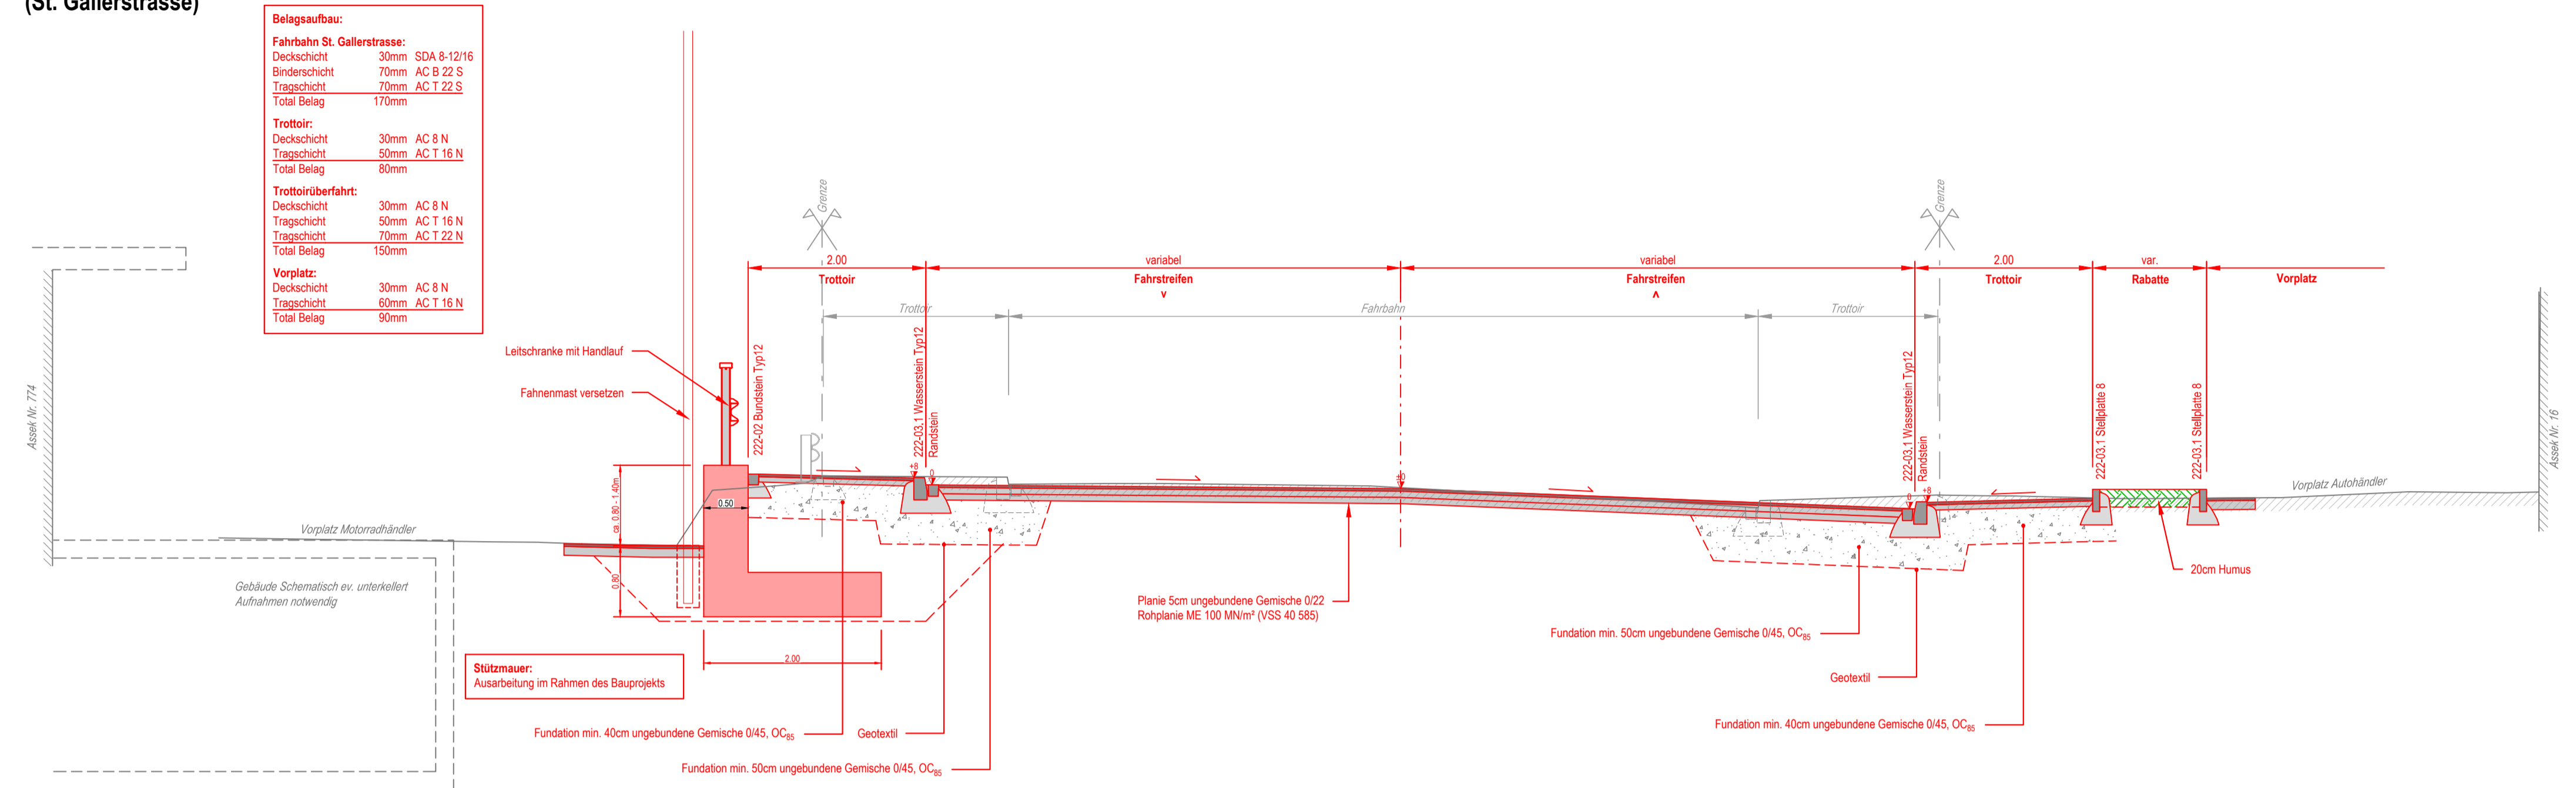 (St. Gallerstrasse)
Belagsaufbau:
Fahrbahn St. Gallerstrasse:
Deckschicht 30mm SDA 8-12/16
Binderschicht 70mm AC B 22 S
Tragschicht 70mm AC T 22 S
Total Belag 170mm
Trottoir:
Deckschicht 30mm AC 8 N
Tragschicht 50mm AC T 16 N
Total Belag 80mm
Trottoirüberfahrt:
Deckschicht 30mm AC 8 N
Tragschicht 50mm AC T 16 N
Tragschicht 70mm AC T 22 N
Total Belag 150mm
Vorplatz:
Deckschicht 30mm AC 8 N
Tragschicht 60mm AC T 16 N
Total Belag 90mm
Grenze
Grenze
2.00 variabel variabel 2.00 var.
Trottoir Fahrstreifen Fahrstreifen Trottoir Rabatte Vorplatz
Trottoir Fahrbahn Trottoir
Leitschranke mit Handlauf
Fahnenmast versetzen
222-02 Bundstein Typ12
222-03.1 Wasserstein Typ12
Randstein
222-03.1 Wasserstein Typ12
Randstein
222-03.1 Stellplatte 8
222-03.1 Stellplatte 8
Assek Nr. 774
Assek Nr. 16
+8
0
±0
0
+8
Vorplatz Autohändler
ca. 0.80 - 1.40m
0.50
Vorplatz Motorradhändler
0.80
Gebäude Schematisch ev. unterkellert
Aufnahmen notwendig
20cm Humus
Planie 5cm ungebundene Gemische 0/22
Rohplanie ME 100 MN/m² (VSS 40 585)
Fundation min. 50cm ungebundene Gemische 0/45, OC85
2.00
Stützmauer:
Ausarbeitung im Rahmen des Bauprojekts
Geotextil
Fundation min. 40cm ungebundene Gemische 0/45, OC85
Fundation min. 40cm ungebundene Gemische 0/45, OC85
Geotextil
Fundation min. 50cm ungebundene Gemische 0/45, OC85